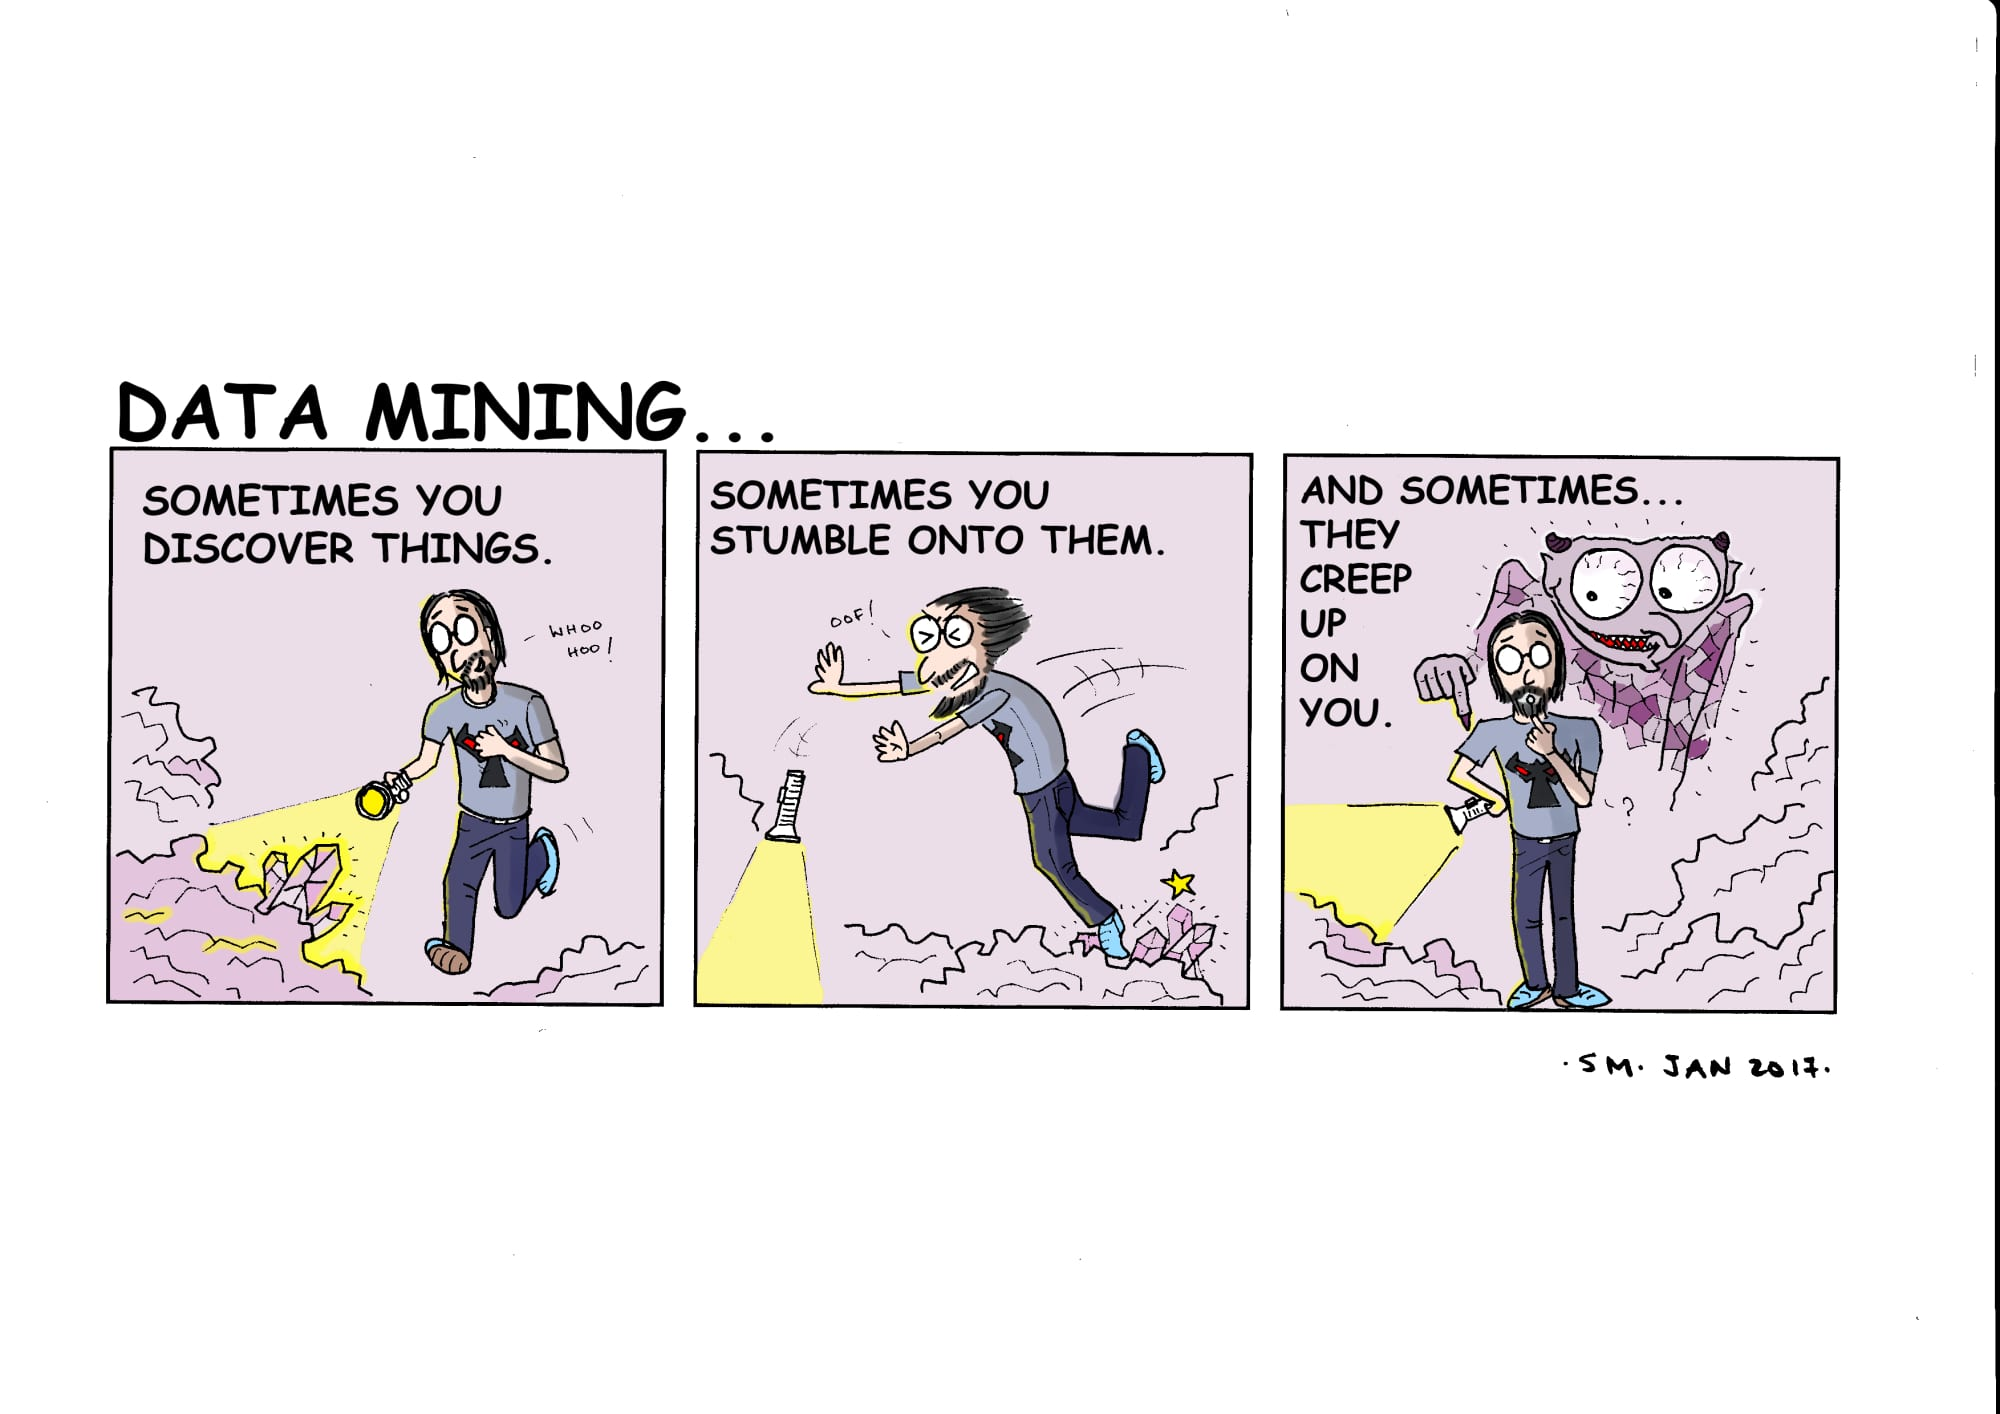 DATA MINING...
SOMETIMES YOU
DISCOVER THINGS.
WHOO
HOO!
SOMETIMES YOU
STUMBLE ONTO THEM.
OOF!
AND SOMETIMES...
THEY
CREEP
UP
ON
YOU.
?
. SM. JAN 2017.